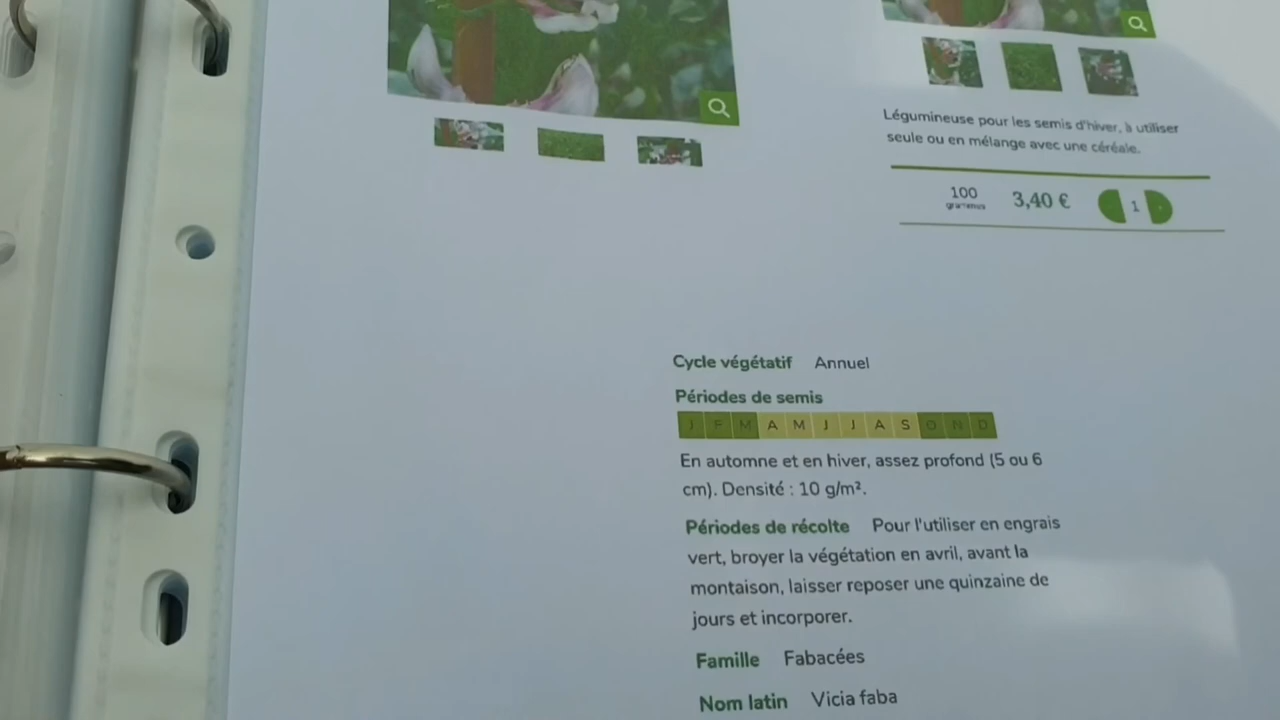 Légumineuse pour les semis d'hiver, à utiliser
seule ou en mélange avec une céréale.
100
grammes
3,40 €
1
Cycle végétatif Annuel
Périodes de semis
J F M A M J J A S O N D
En automne et en hiver, assez profond (5 ou 6
cm). Densité : 10 g/m².
Périodes de récolte Pour l'utiliser en engrais
vert, broyer la végétation en avril, avant la
montaison, laisser reposer une quinzaine de
jours et incorporer.
Famille Fabacées
Nom latin Vicia faba